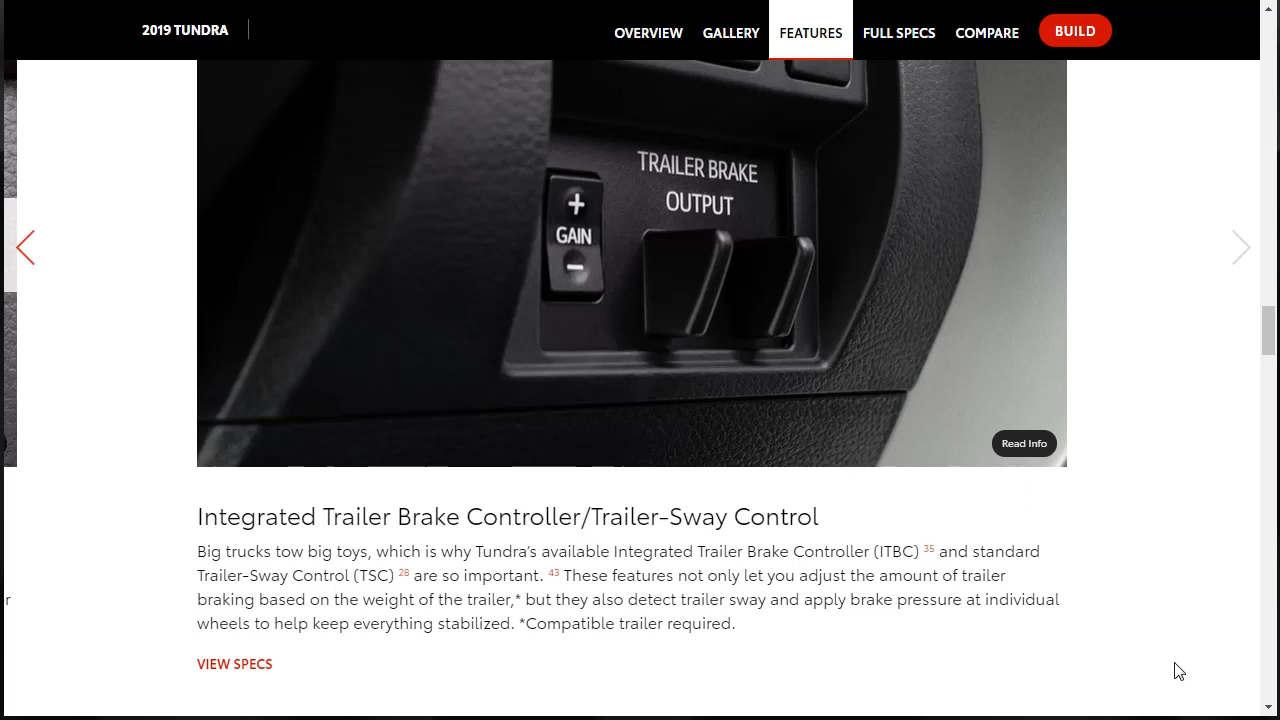 2019 TUNDRA
OVERVIEW GALLERY FEATURES FULL SPECS COMPARE BUILD
TRAILER BRAKE
OUTPUT
+
GAIN
-
Read Info
Integrated Trailer Brake Controller/Trailer-Sway Control
Big trucks tow big toys, which is why Tundra’s available Integrated Trailer Brake Controller (ITBC) 35 and standard
Trailer-Sway Control (TSC) 28 are so important. 43 These features not only let you adjust the amount of trailer
braking based on the weight of the trailer,* but they also detect trailer sway and apply brake pressure at individual
wheels to help keep everything stabilized. *Compatible trailer required.
VIEW SPECS